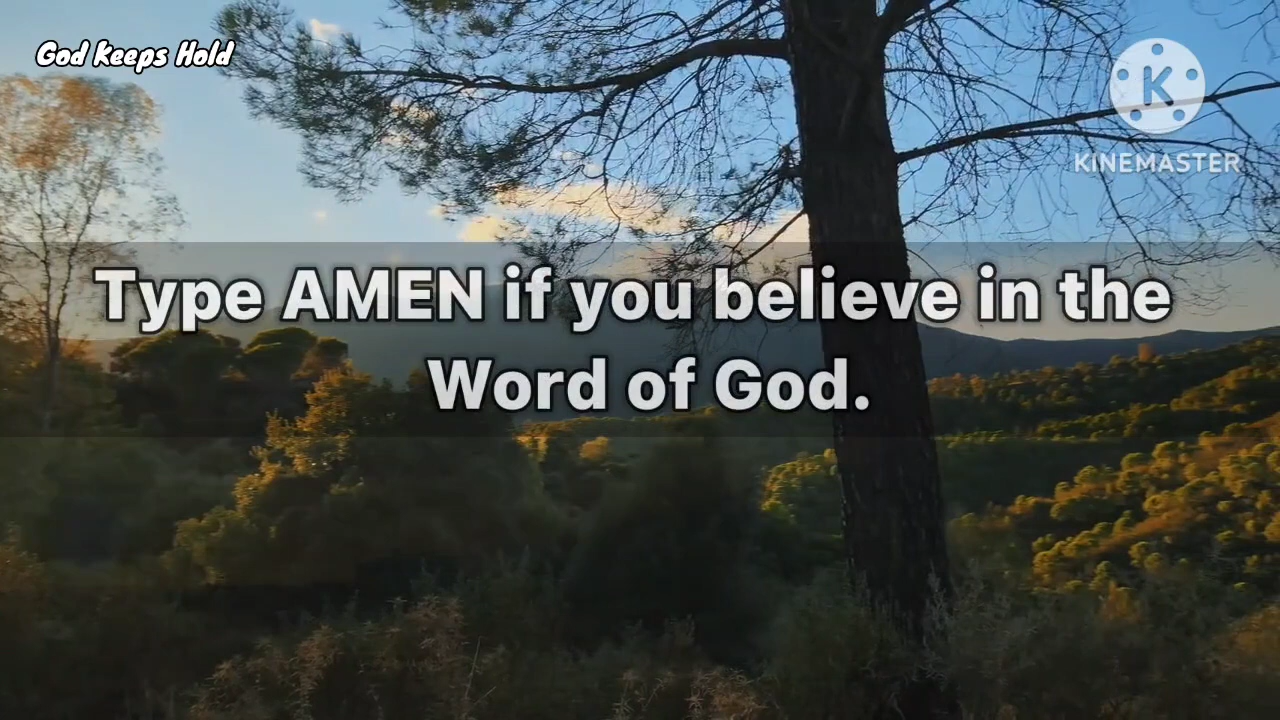 God Keeps Hold
K
KINEMASTER
Type AMEN if you believe in the
Word of God.